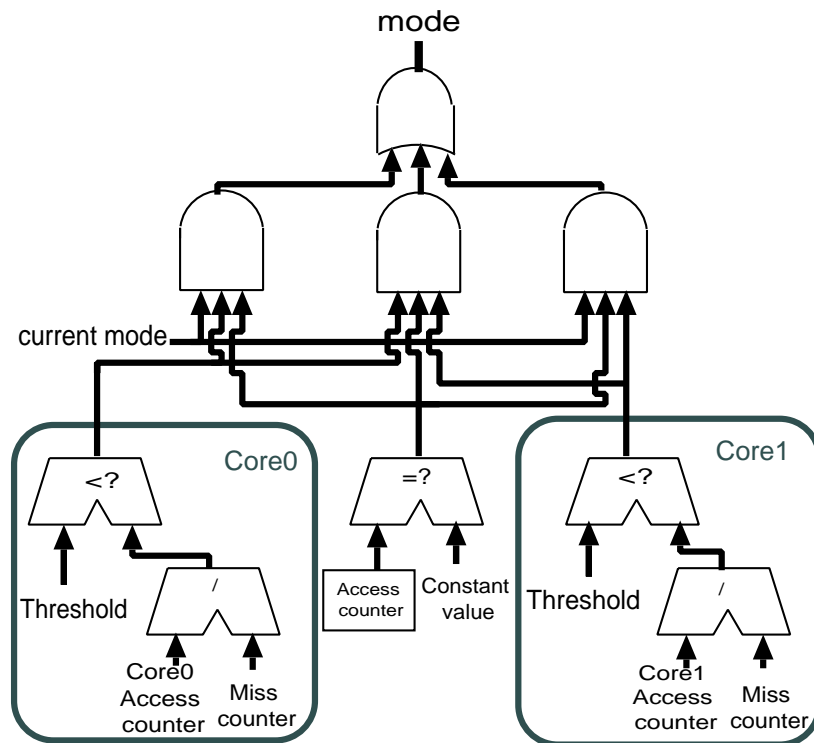 mode
current mode
Core0
Core1
<?
=?
<?
Threshold
/
Access
counter
Constant
value
Threshold
/
Core0
Access
counter
Miss
counter
Core1
Access
counter
Miss
counter